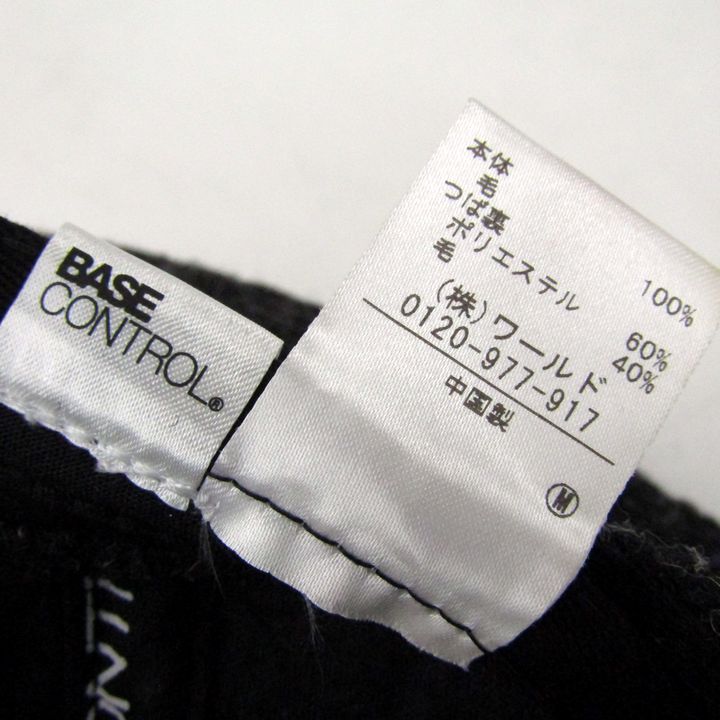 BASE
CONTROL®
本体
毛 100%
つば裏
ポリエステル 60%
毛 40%
(株)ワールド
0120-977-917
中国製
Ⓜ